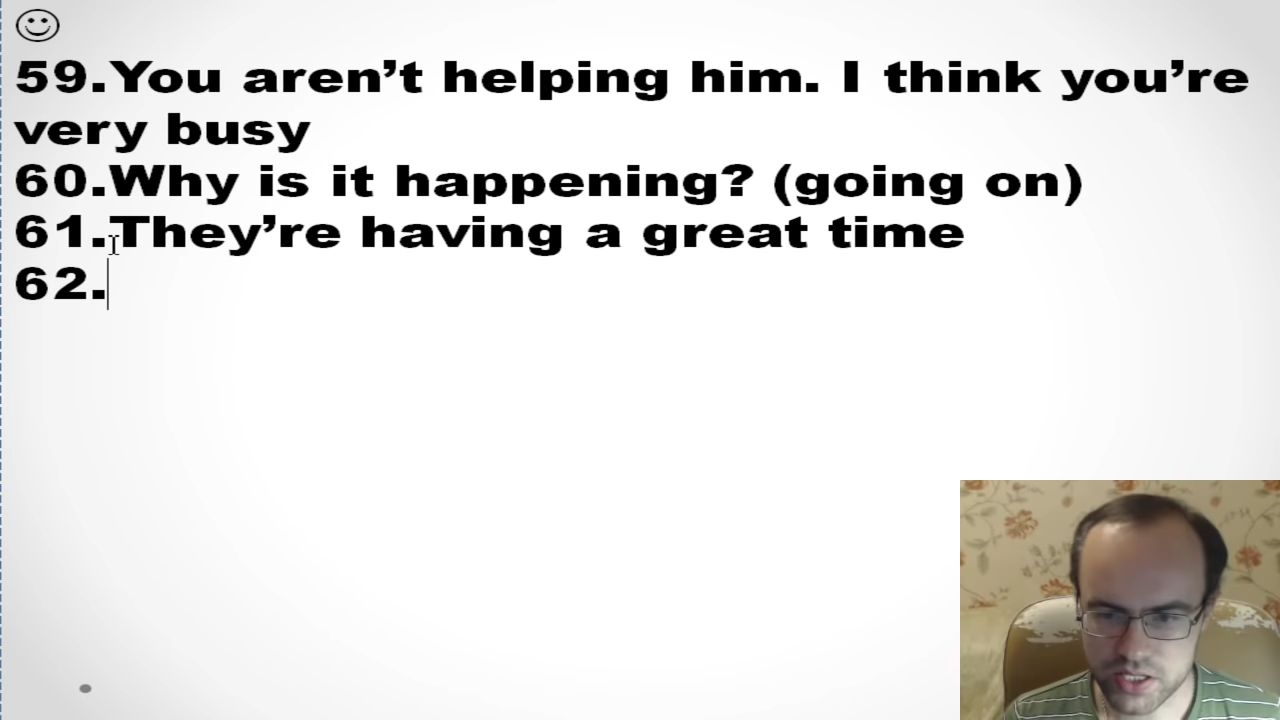 59.You aren’t helping him. I think you’re
very busy
60.Why is it happening? (going on)
61.They’re having a great time
62.